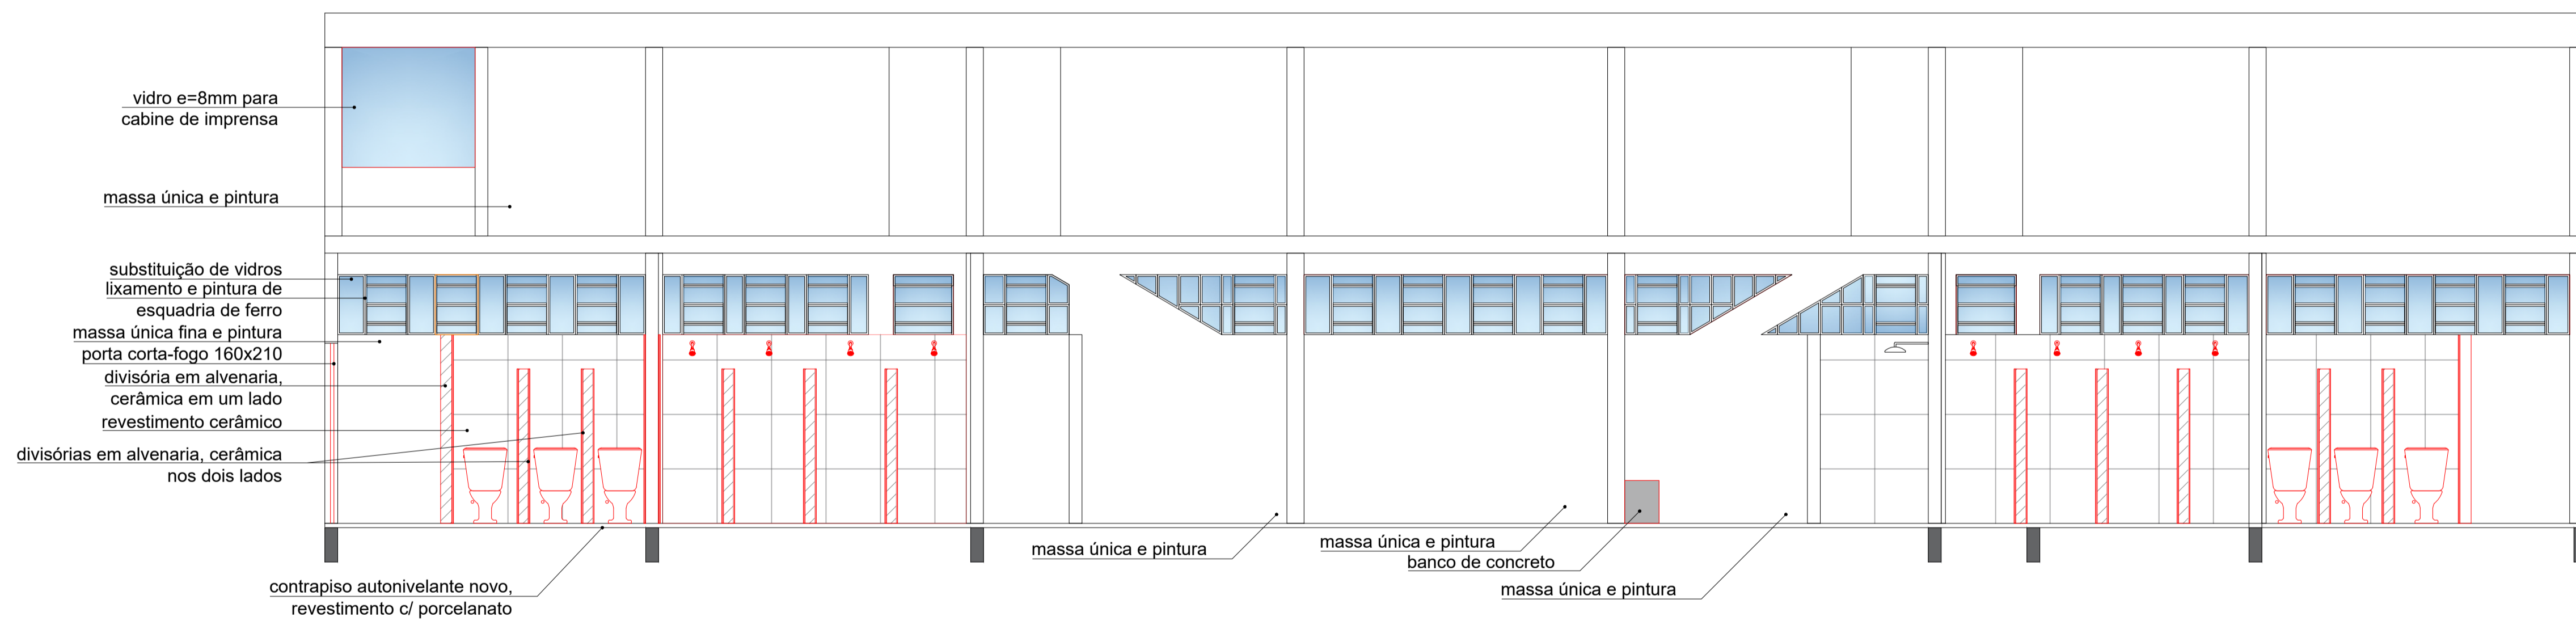 vidro e=8mm para
cabine de imprensa
massa única e pintura
substituição de vidros
lixamento e pintura de
esquadria de ferro
massa única fina e pintura
porta corta-fogo 160x210
divisória em alvenaria,
cerâmica em um lado
revestimento cerâmico
divisórias em alvenaria, cerâmica
nos dois lados
contrapiso autonivelante novo,
revestimento c/ porcelanato
massa única e pintura
massa única e pintura
banco de concreto
massa única e pintura